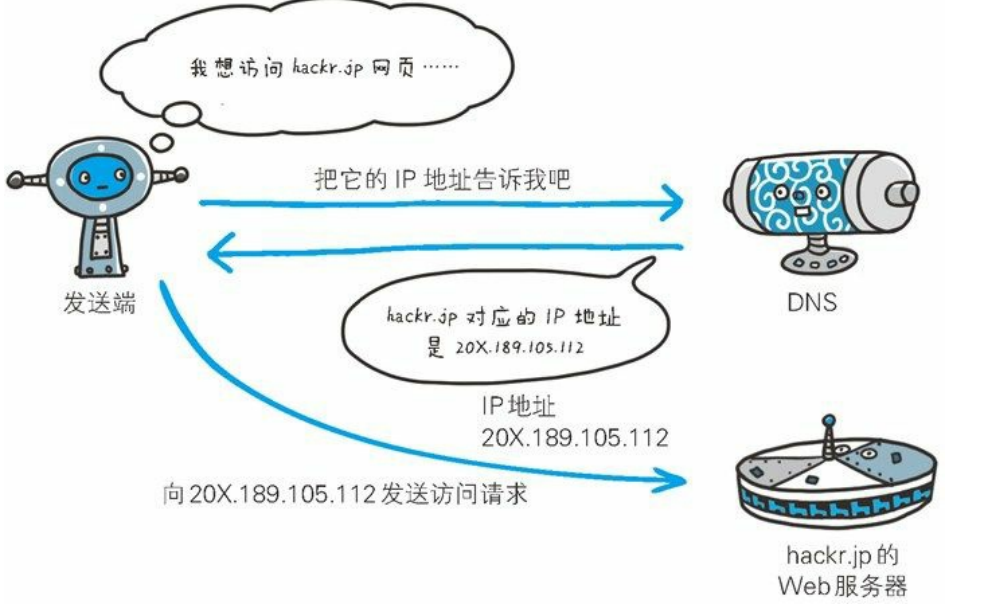 我想访问 hackr.jp 网页……
把它的 IP 地址告诉我吧
发送端
DNS
hackr.jp 对应的 IP 地址
是 20X.189.105.112
IP地址
20X.189.105.112
向20X.189.105.112发送访问请求
hackr.jp的
Web服务器